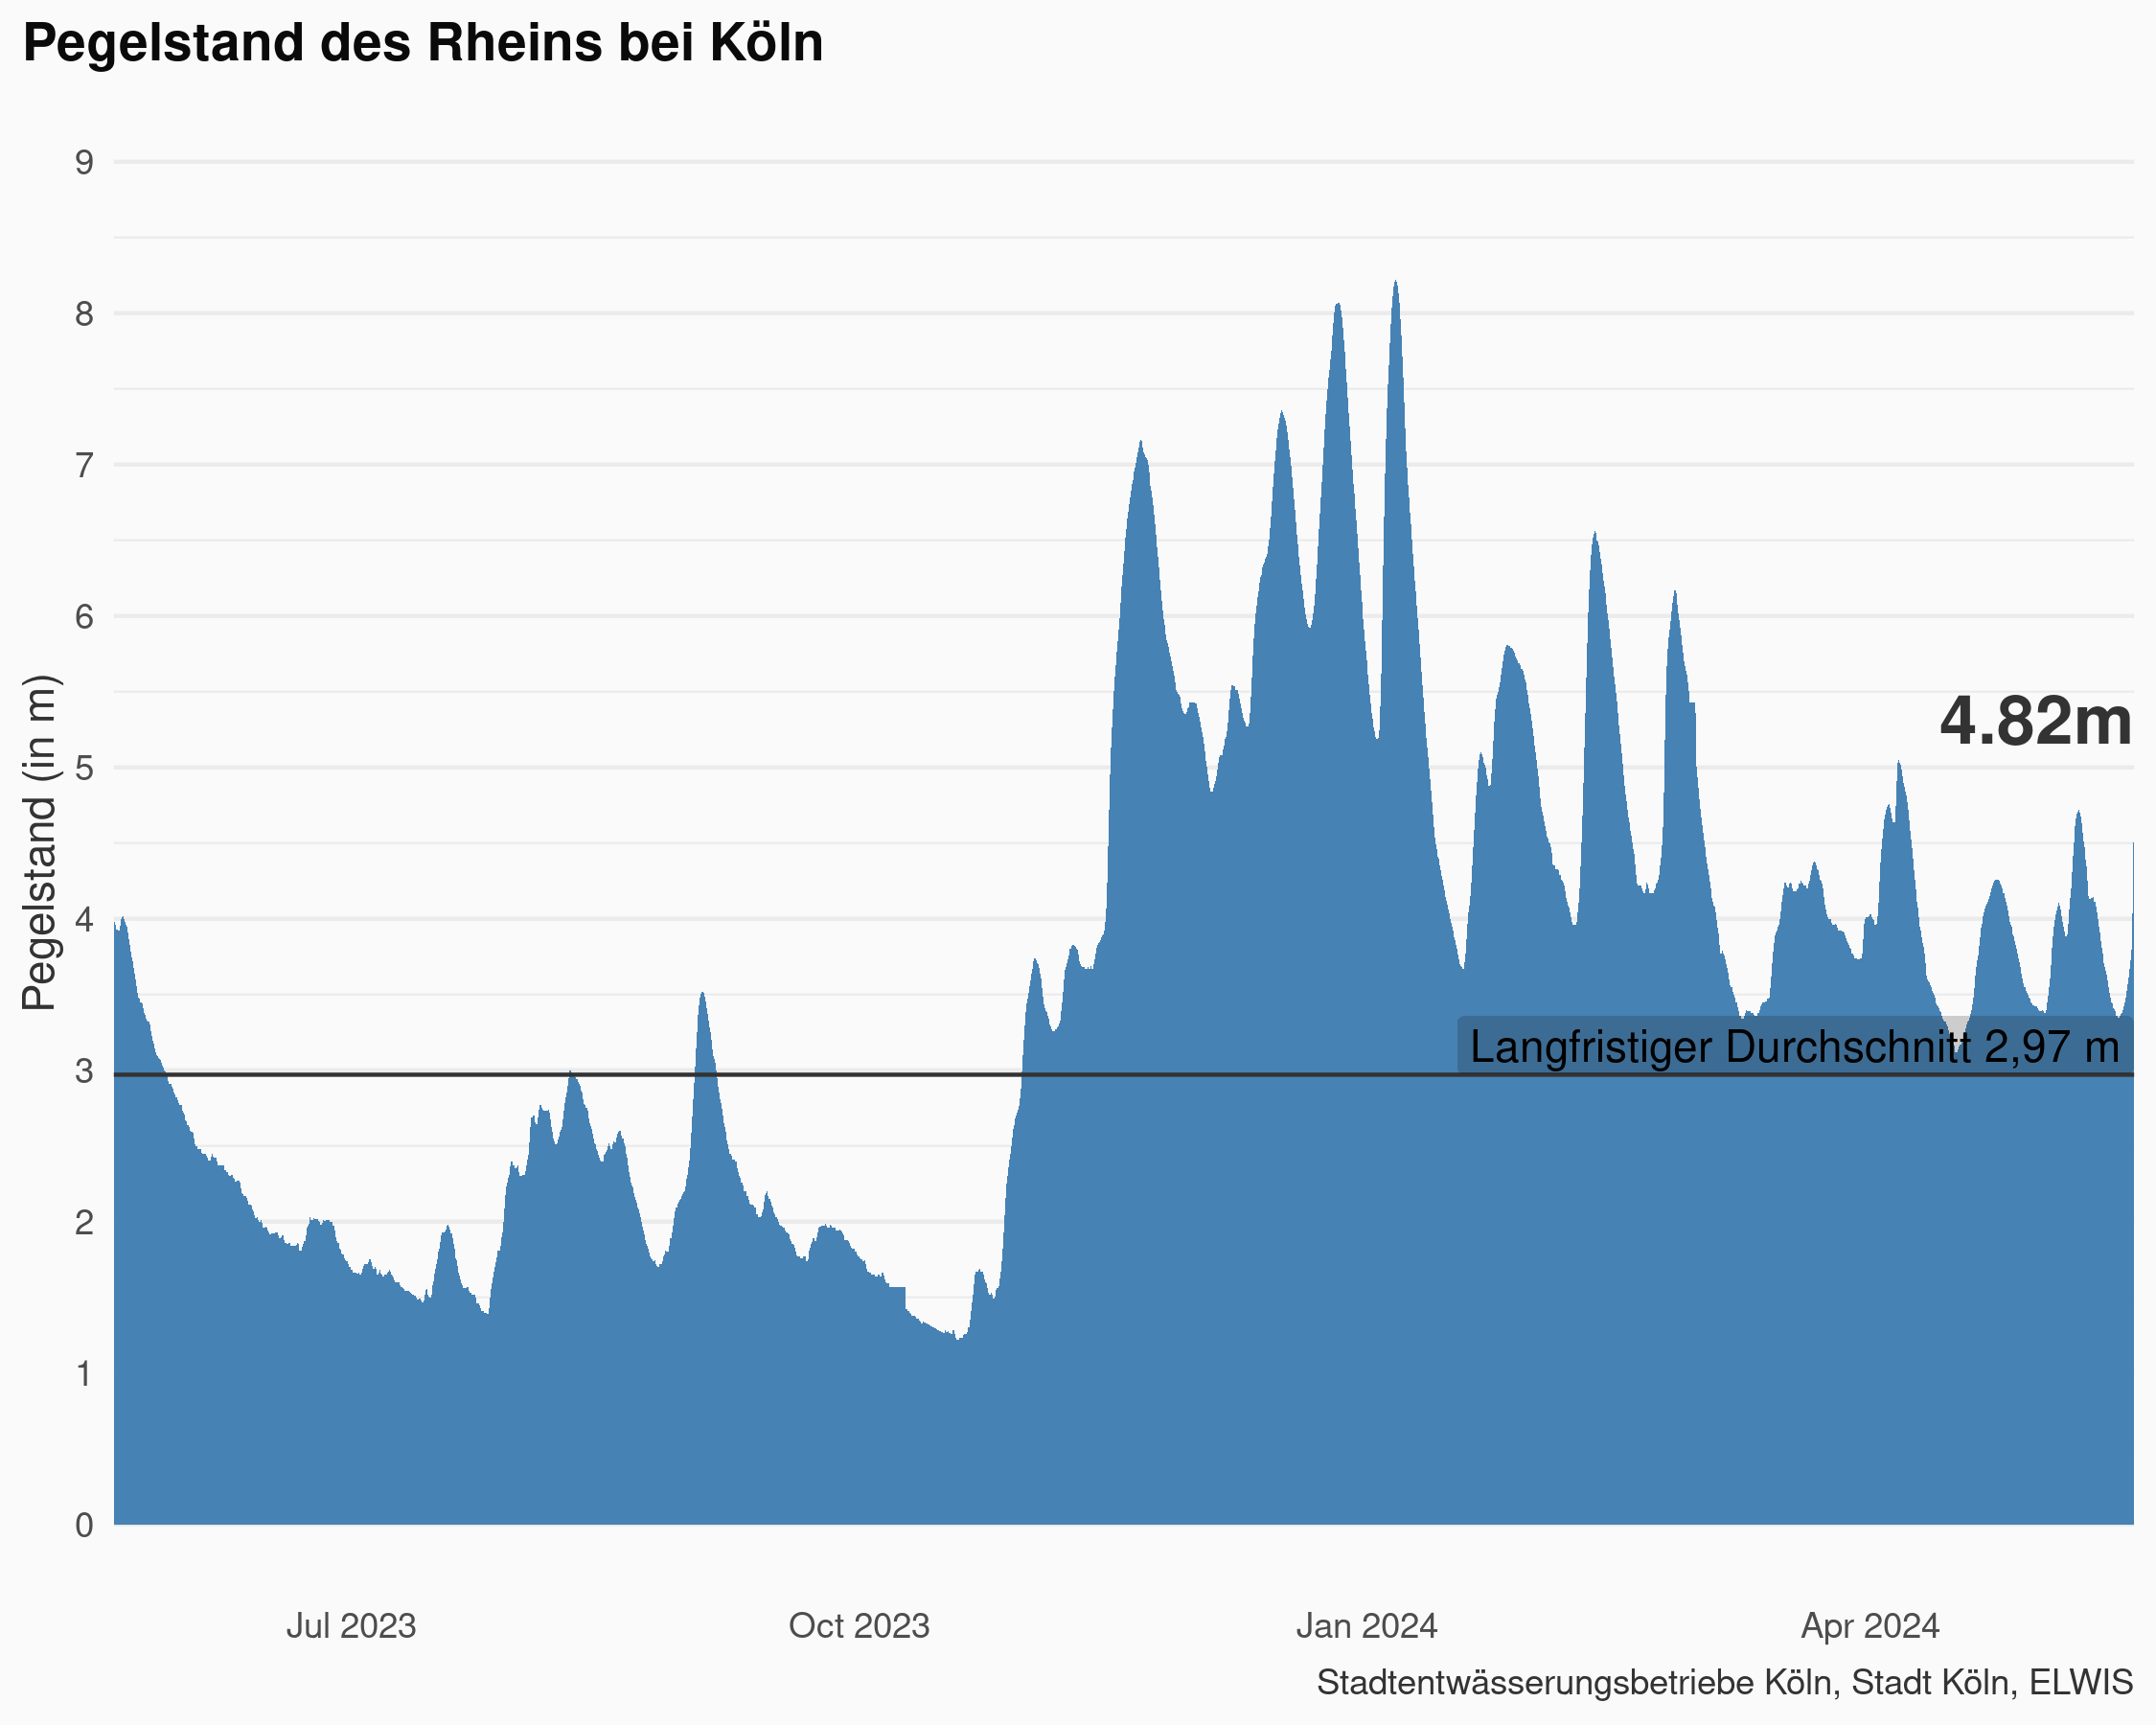 Pegelstand des Rheins bei Köln
Pegelstand (in m)
9
8
7
6
5
4
3
2
1
0
4.82m
Langfristiger Durchschnitt 2,97 m
Jul 2023
Oct 2023
Jan 2024
Apr 2024
Stadtentwässerungsbetriebe Köln, Stadt Köln, ELWIS